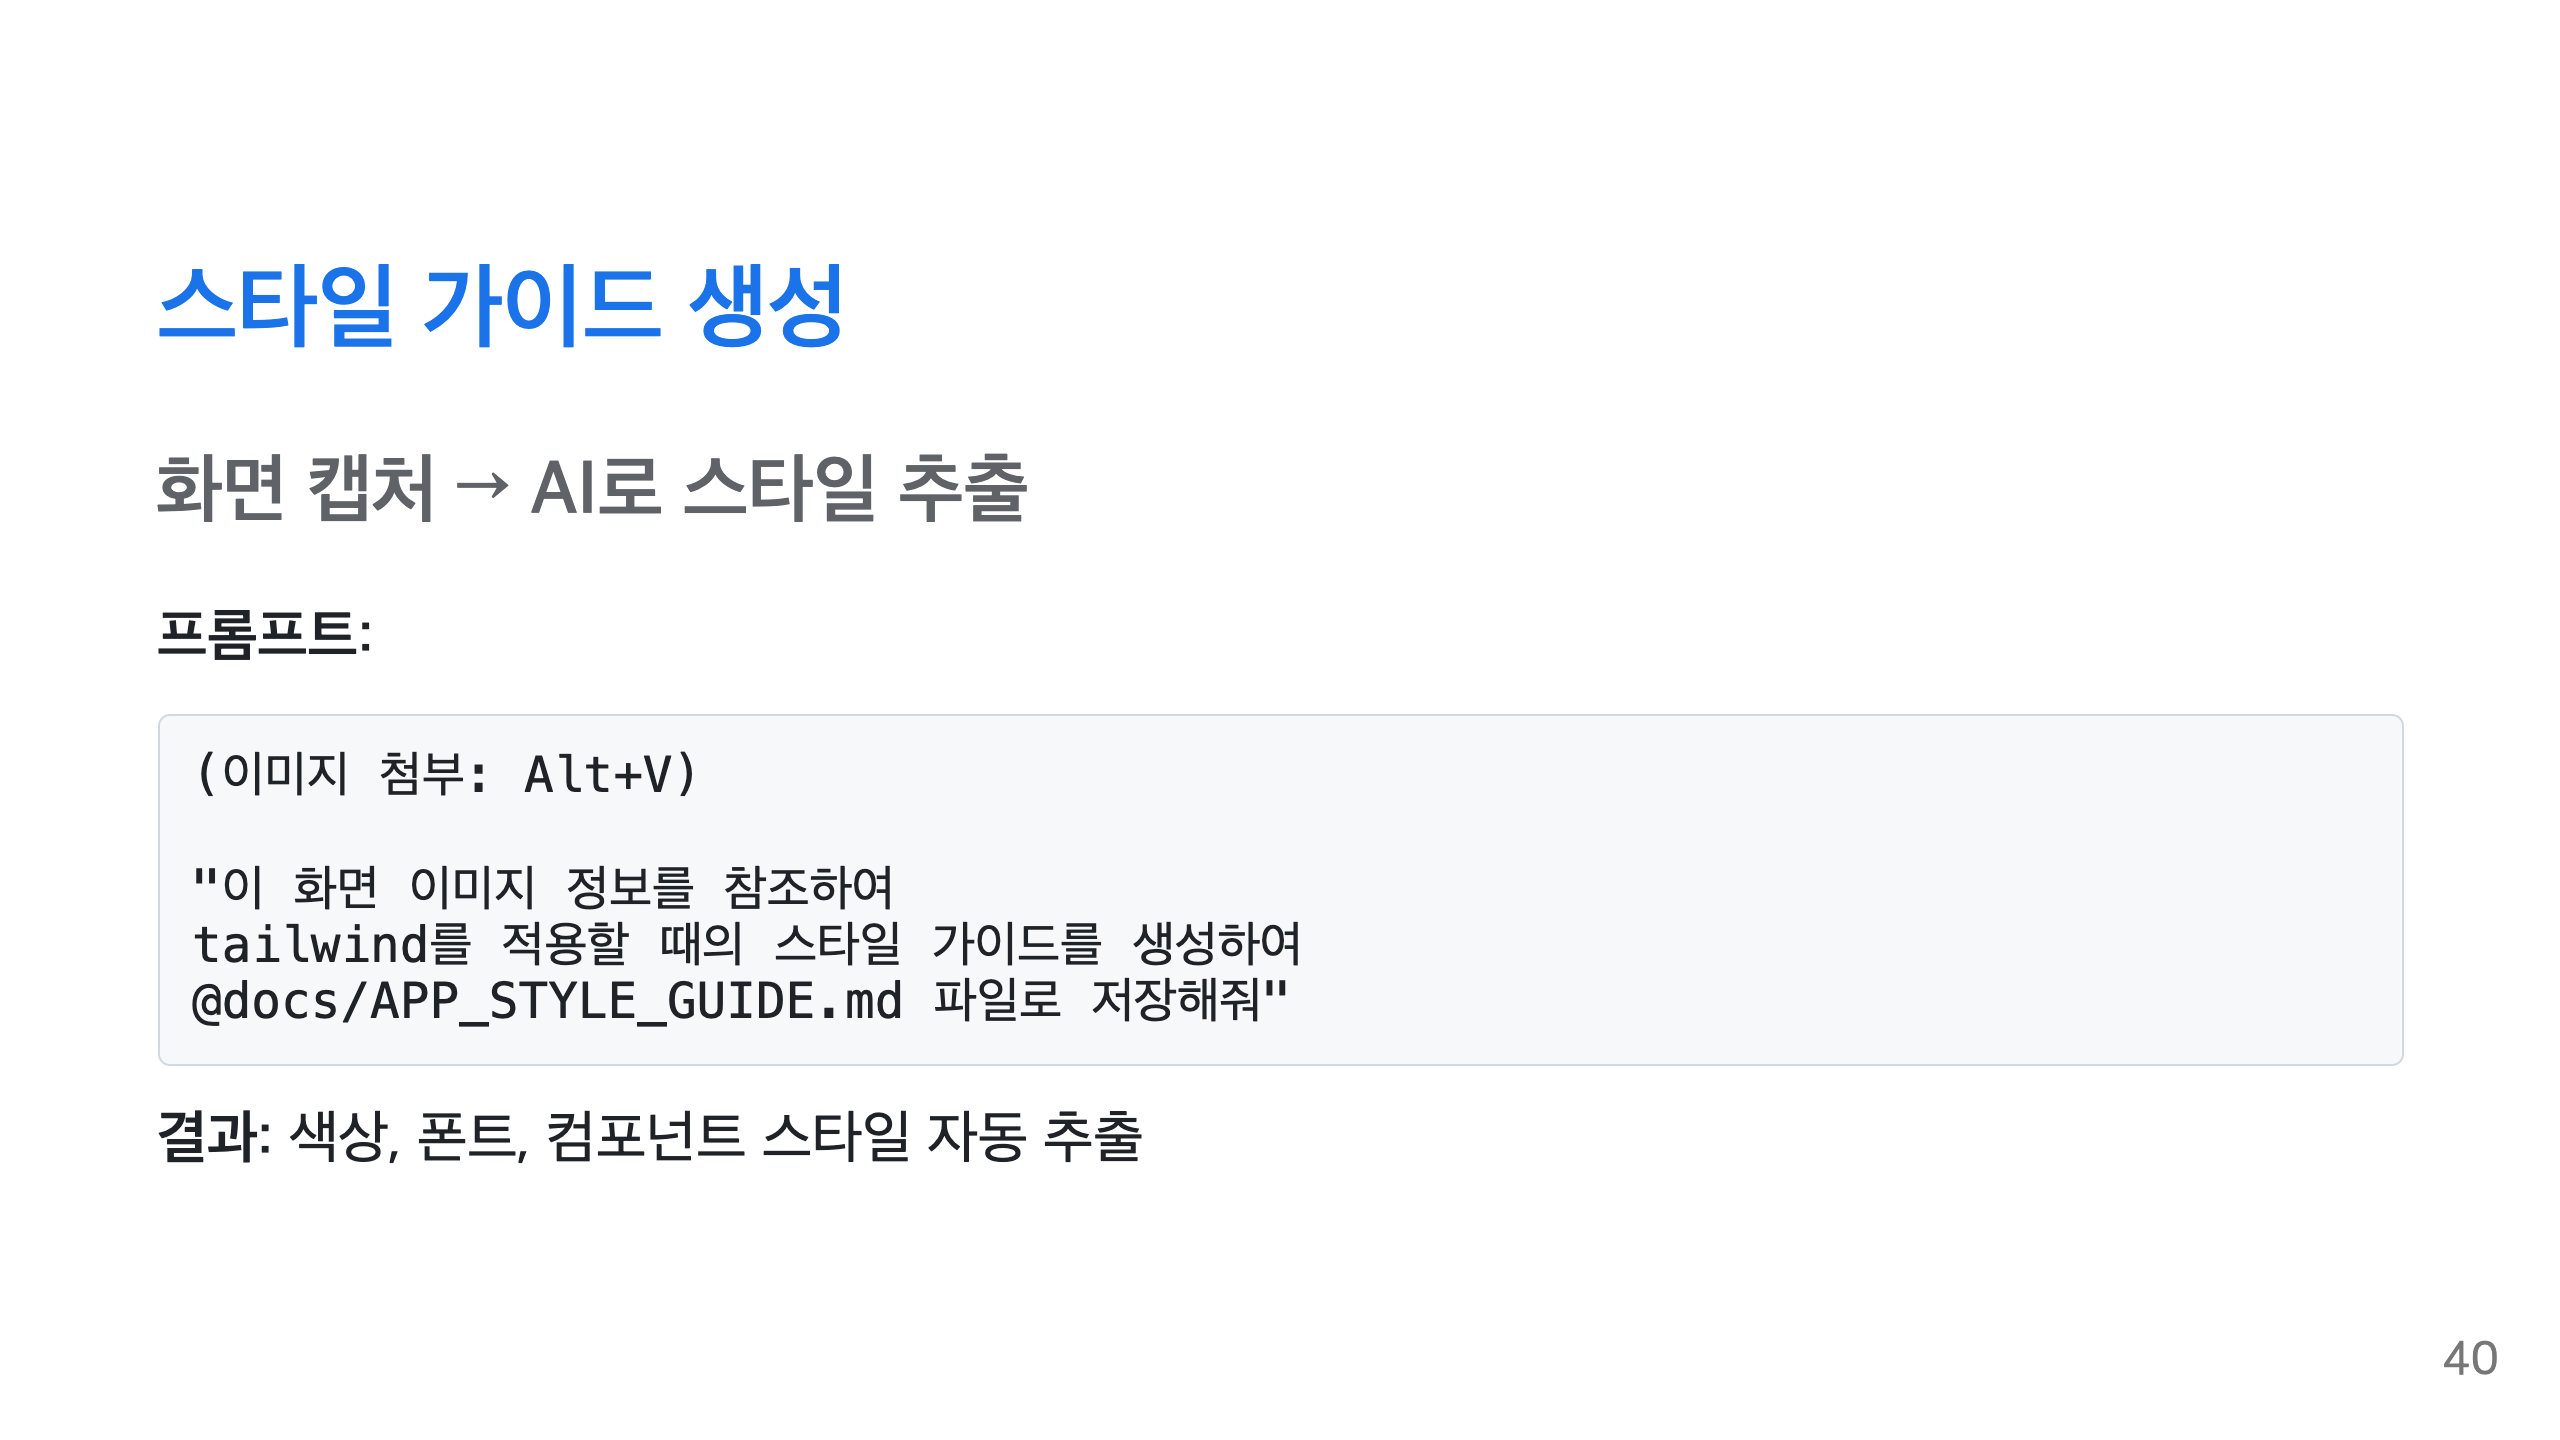 스타일 가이드 생성
화면 캡처 → AI로 스타일 추출
프롬프트:
(이미지 첨부: Alt+V)
"이 화면 이미지 정보를 참조하여
tailwind를 적용할 때의 스타일 가이드를 생성하여
@docs/APP_STYLE_GUIDE.md 파일로 저장해줘"
결과: 색상, 폰트, 컴포넌트 스타일 자동 추출
40